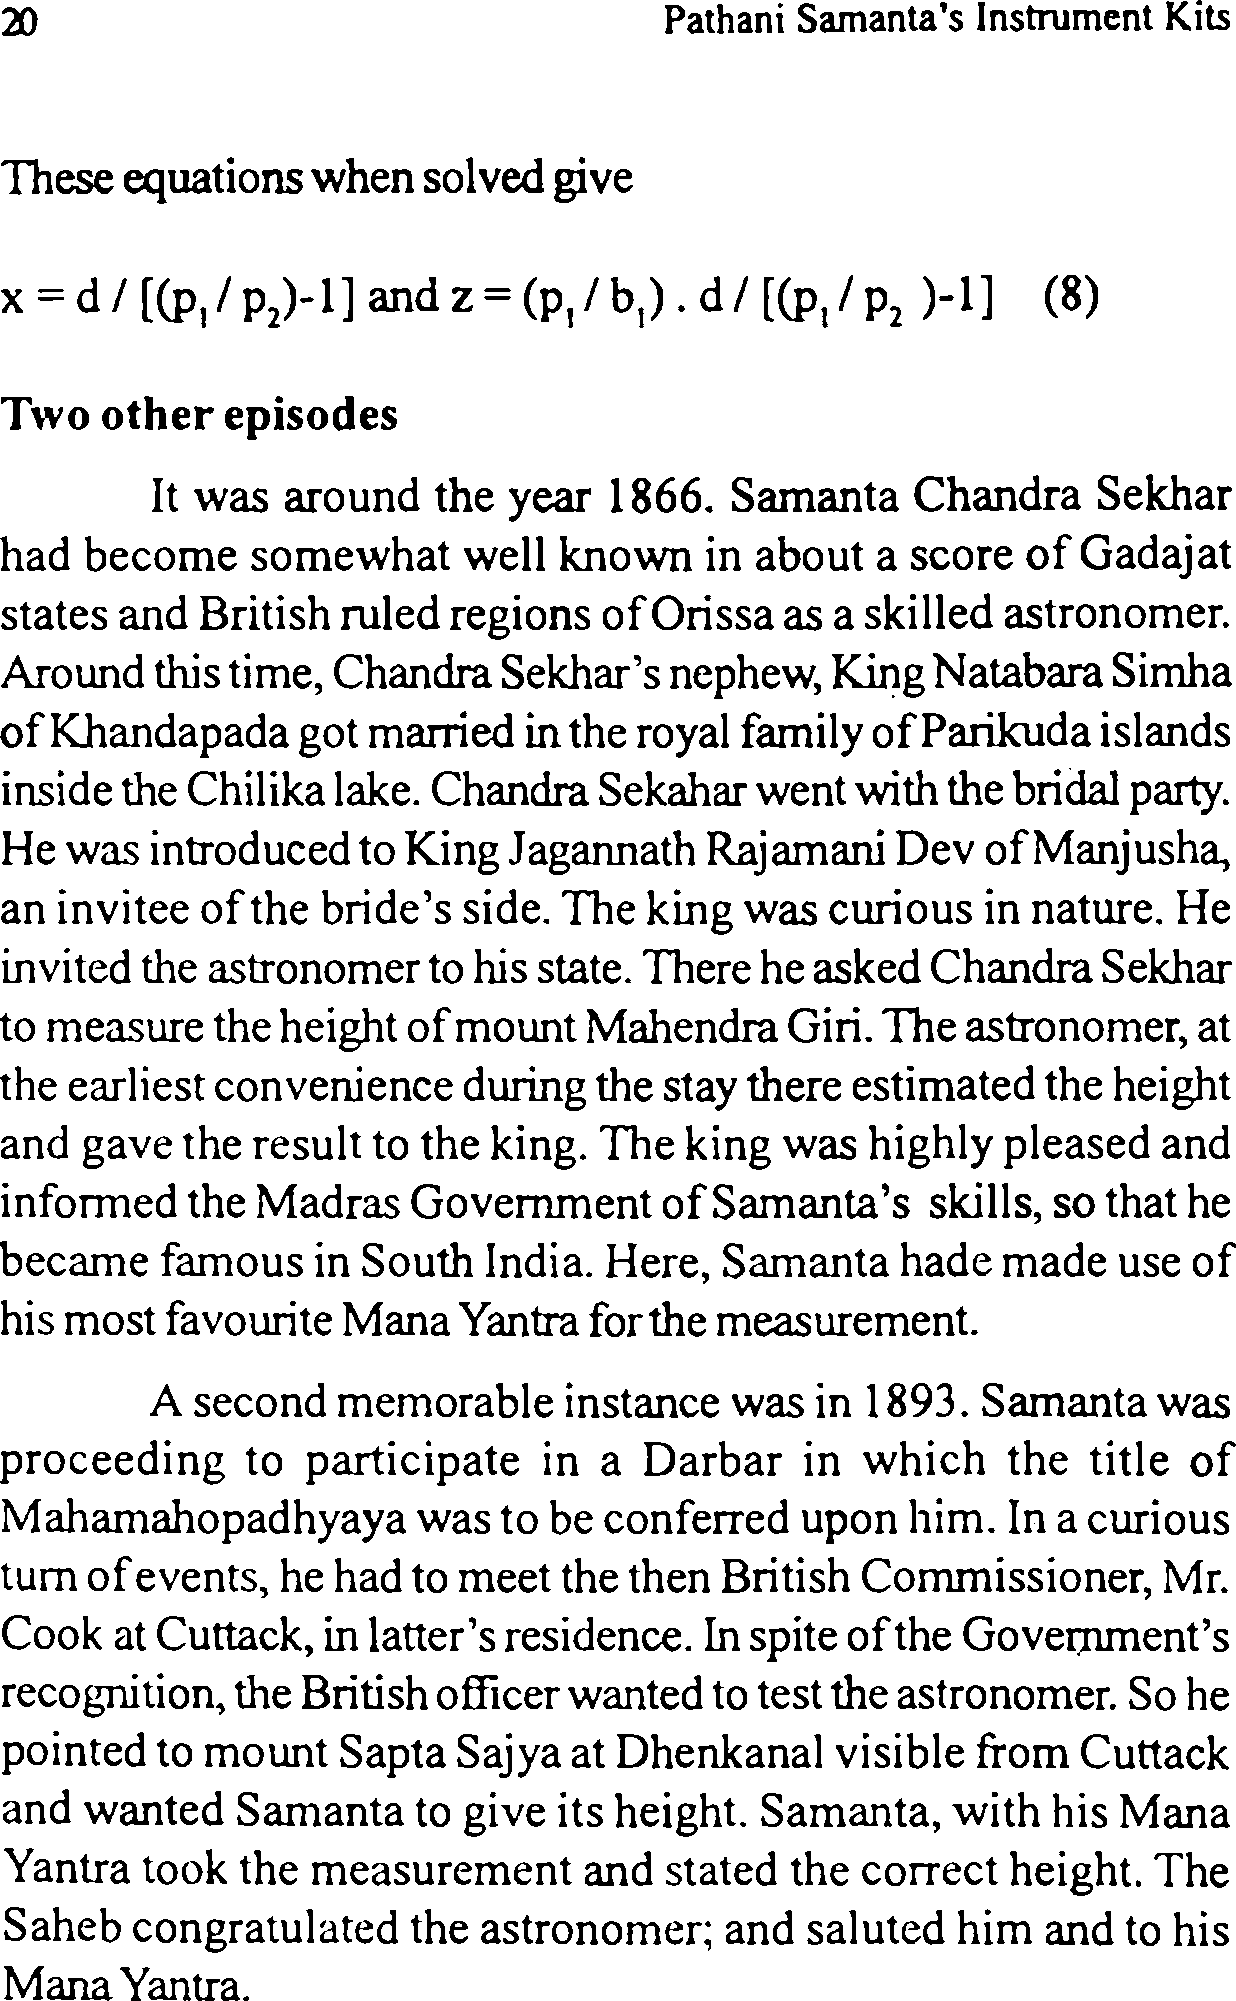 20 Pathani Samanta's Instrument Kits
These equations when solved give
x = d / [(p₁ / p₂)-1] and z = (p₁ / b₁) . d / [(p₁ / p₂ )-1] (8)
Two other episodes
It was around the year 1866. Samanta Chandra Sekhar
had become somewhat well known in about a score of Gadajat
states and British ruled regions of Orissa as a skilled astronomer.
Around this time, Chandra Sekhar's nephew, King Natabara Simha
of Khandapada got married in the royal family of Parikuda islands
inside the Chilika lake. Chandra Sekahar went with the bridal party.
He was introduced to King Jagannath Rajamani Dev of Manjusha,
an invitee of the bride's side. The king was curious in nature. He
invited the astronomer to his state. There he asked Chandra Sekhar
to measure the height of mount Mahendra Giri. The astronomer, at
the earliest convenience during the stay there estimated the height
and gave the result to the king. The king was highly pleased and
informed the Madras Government of Samanta's skills, so that he
became famous in South India. Here, Samanta hade made use of
his most favourite Mana Yantra for the measurement.
A second memorable instance was in 1893. Samanta was
proceeding to participate in a Darbar in which the title of
Mahamahopadhyaya was to be conferred upon him. In a curious
turn of events, he had to meet the then British Commissioner, Mr.
Cook at Cuttack, in latter's residence. In spite of the Government's
recognition, the British officer wanted to test the astronomer. So he
pointed to mount Sapta Sajya at Dhenkanal visible from Cuttack
and wanted Samanta to give its height. Samanta, with his Mana
Yantra took the measurement and stated the correct height. The
Saheb congratulated the astronomer; and saluted him and to his
Mana Yantra.